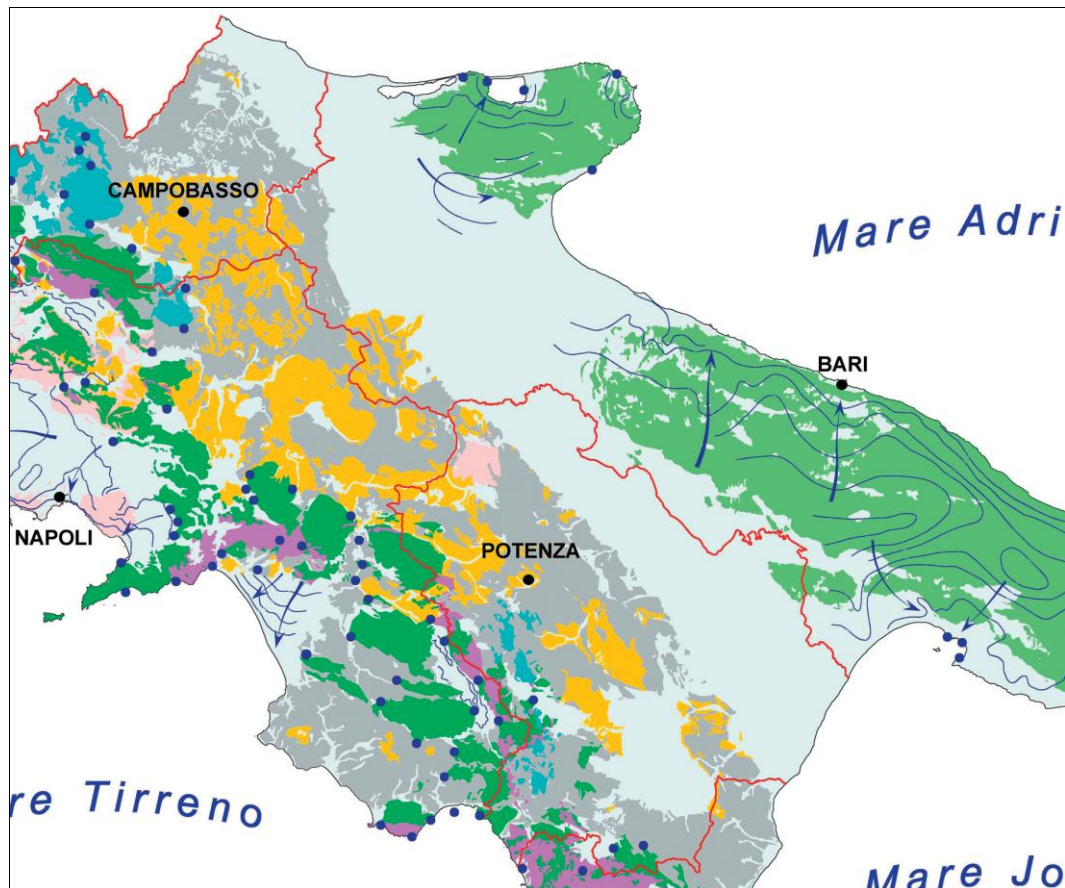 CAMPOBASSO
Mare Adri
BARI
NAPOLI
POTENZA
re Tirreno
Mare Jo